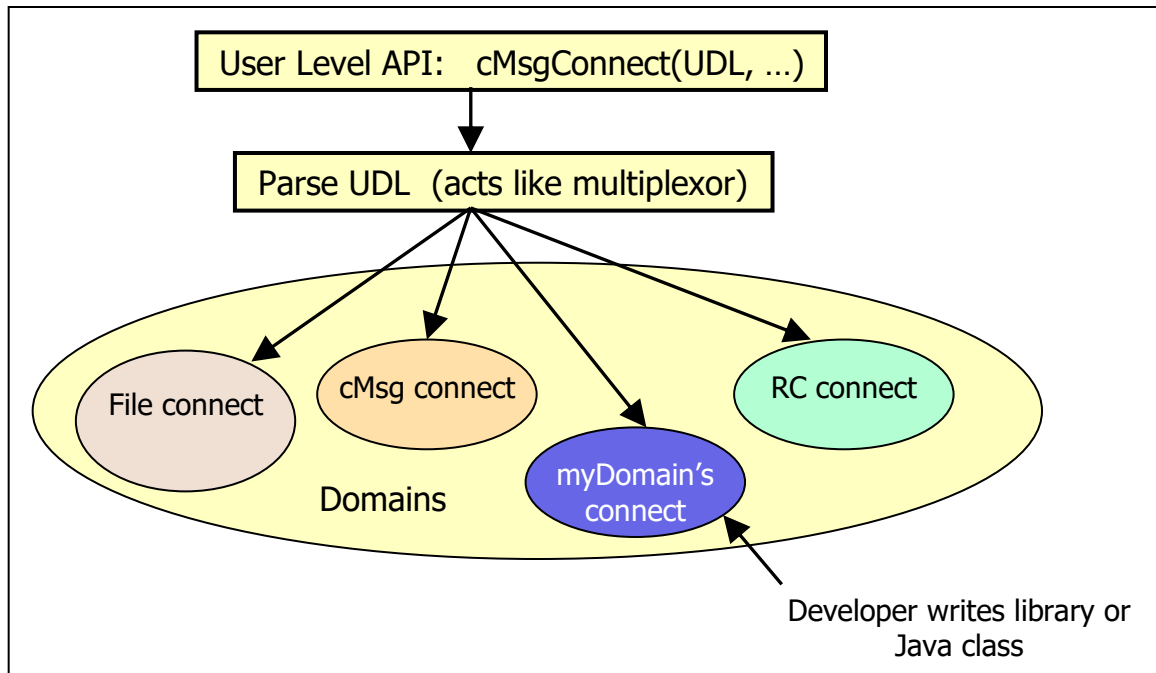 User Level API:   cMsgConnect(UDL, …)
Parse UDL  (acts like multiplexor)
File connect
cMsg connect
RC connect
myDomain’s
connect
Domains
Developer writes library or
Java class